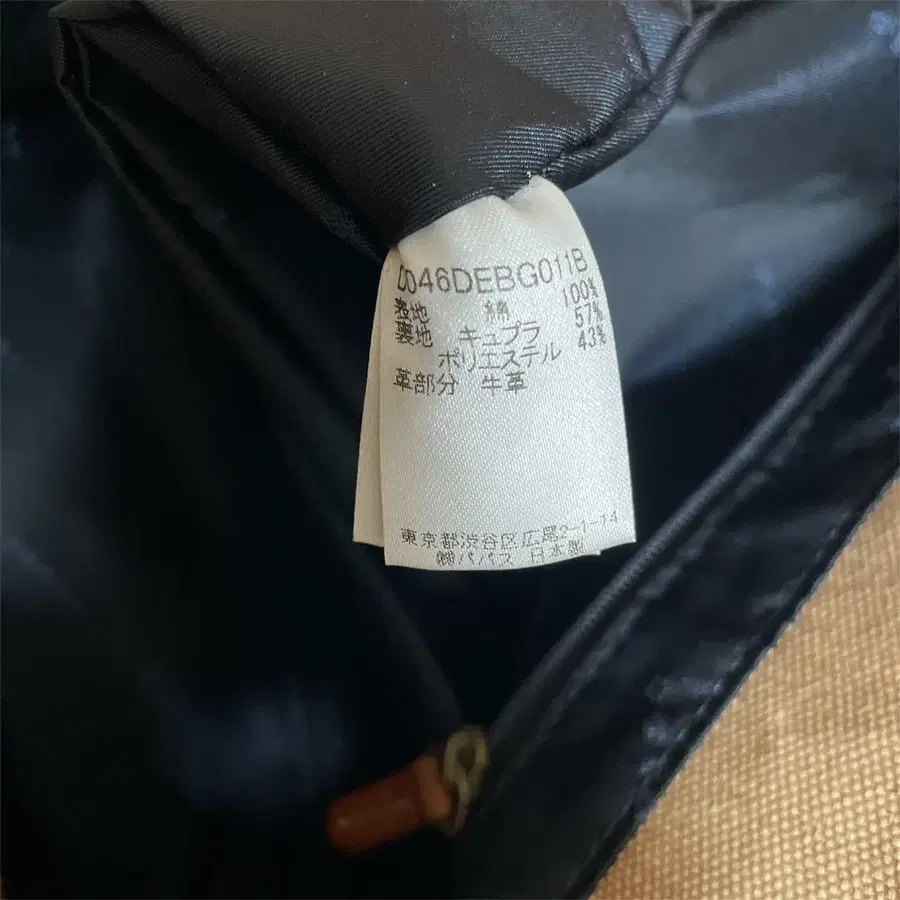 D046DEBG011B
表地 綿 100%
裏地 キュプラ 57%
ポリエステル 43%
革部分 牛革
東京都渋谷区広尾2-1-14
㈱パパス 日本製